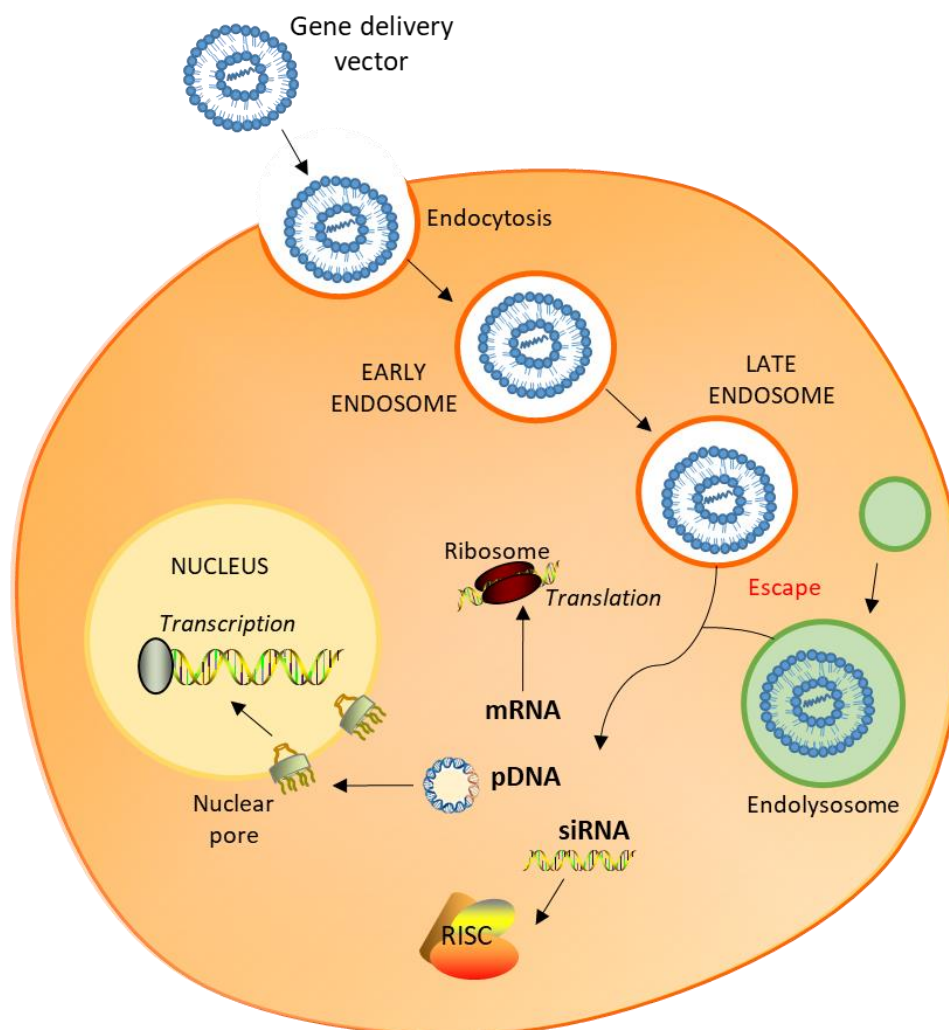 Gene delivery
vector
Endocytosis
EARLY
ENDOSOME
LATE
ENDOSOME
Ribosome
Translation
Escape
NUCLEUS
Transcription
mRNA
pDNA
Nuclear
pore
Endolysosome
siRNA
RISC